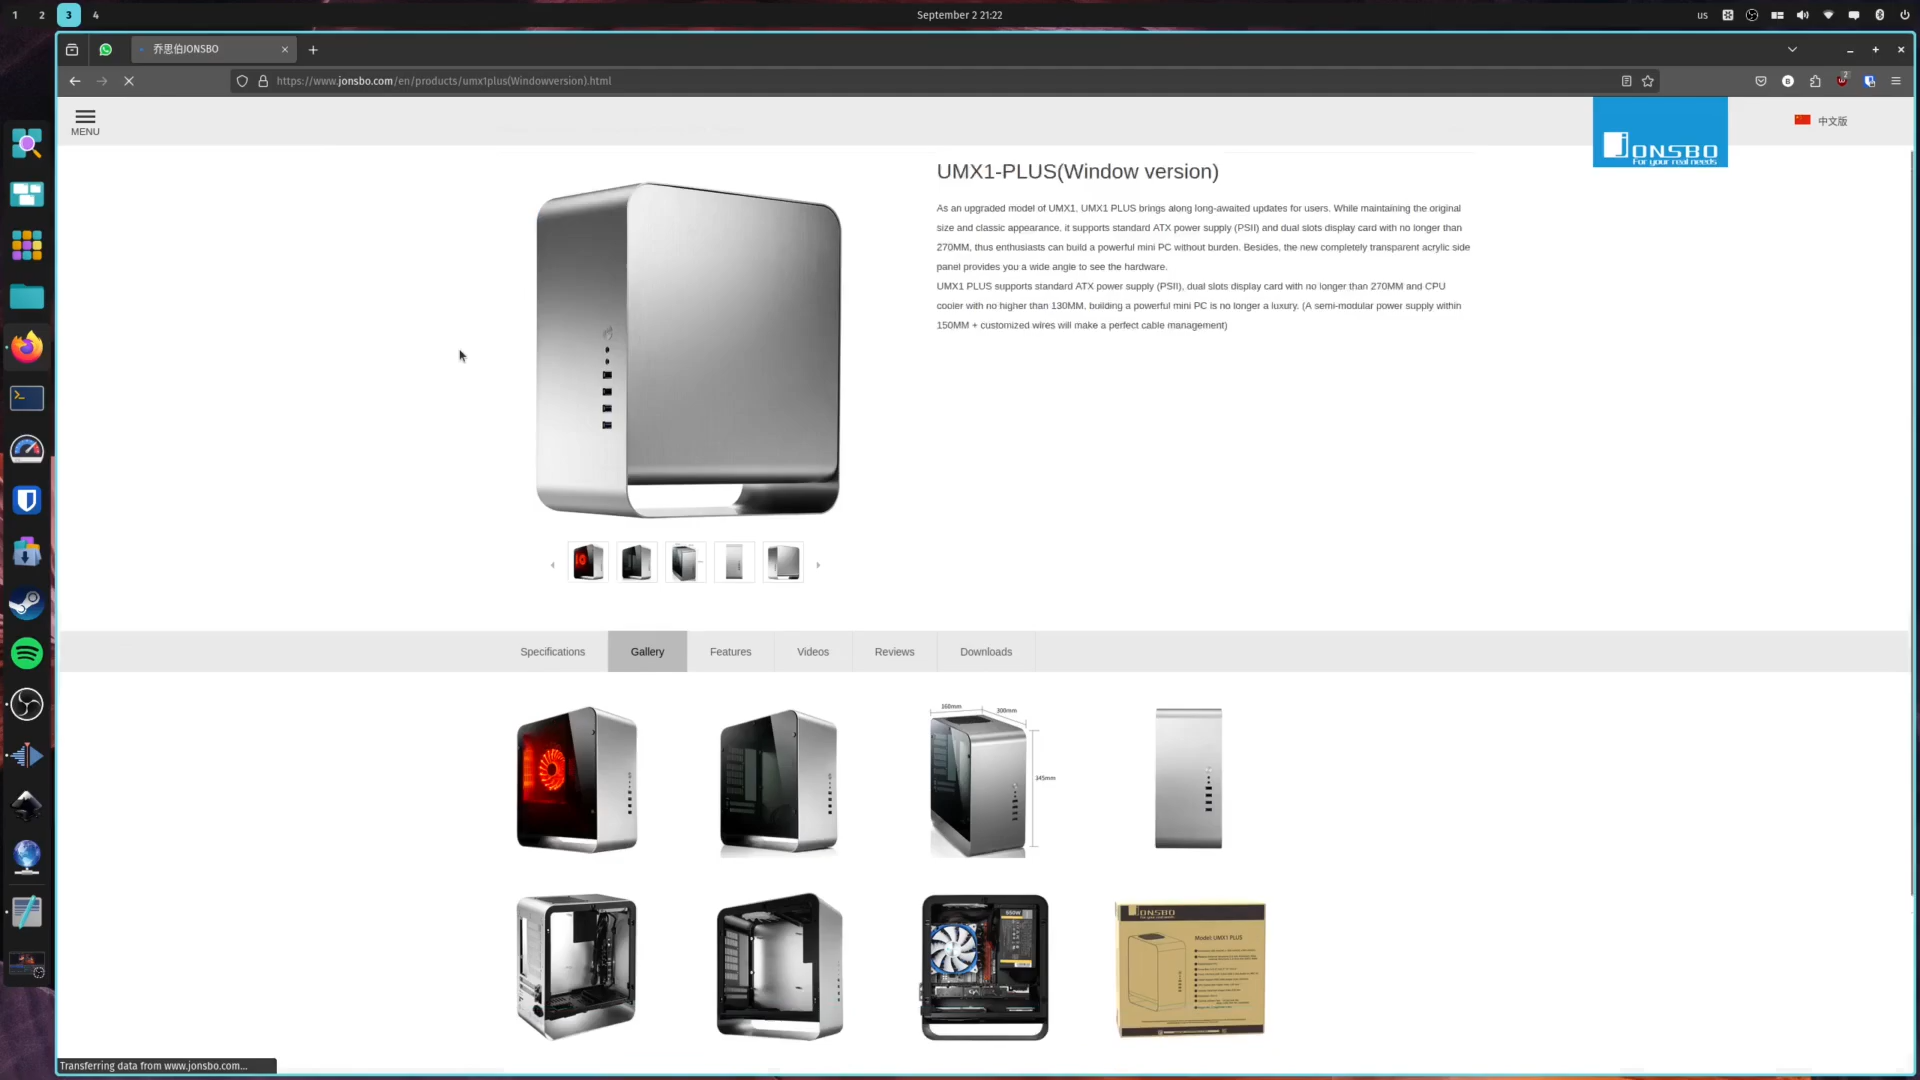 1
2
3
4
September 2 21:22
us
乔思伯JONSBO
https://www.jonsbo.com/en/products/umx1plus(Windowversion).html
2
MENU
JONSBO
For your real needs
中文版
UMX1-PLUS(Window version)
As an upgraded model of UMX1, UMX1 PLUS brings along long-awaited updates for users. While maintaining the original
size and classic appearance, it supports standard ATX power supply (PSII) and dual slots display card with no longer than
270MM, thus enthusiasts can build a powerful mini PC without burden. Besides, the new completely transparent acrylic side
panel provides you a wide angle to see the hardware.
UMX1 PLUS supports standard ATX power supply (PSII), dual slots display card with no longer than 270MM and CPU
cooler with no higher than 130MM, building a powerful mini PC is no longer a luxury. (A semi-modular power supply within
150MM + customized wires will make a perfect cable management)
Specifications
Gallery
Features
Videos
Reviews
Downloads
168mm
300mm
345mm
650W
JONSBO
Model: UMX1 PLUS
Transferring data from www.jonsbo.com...